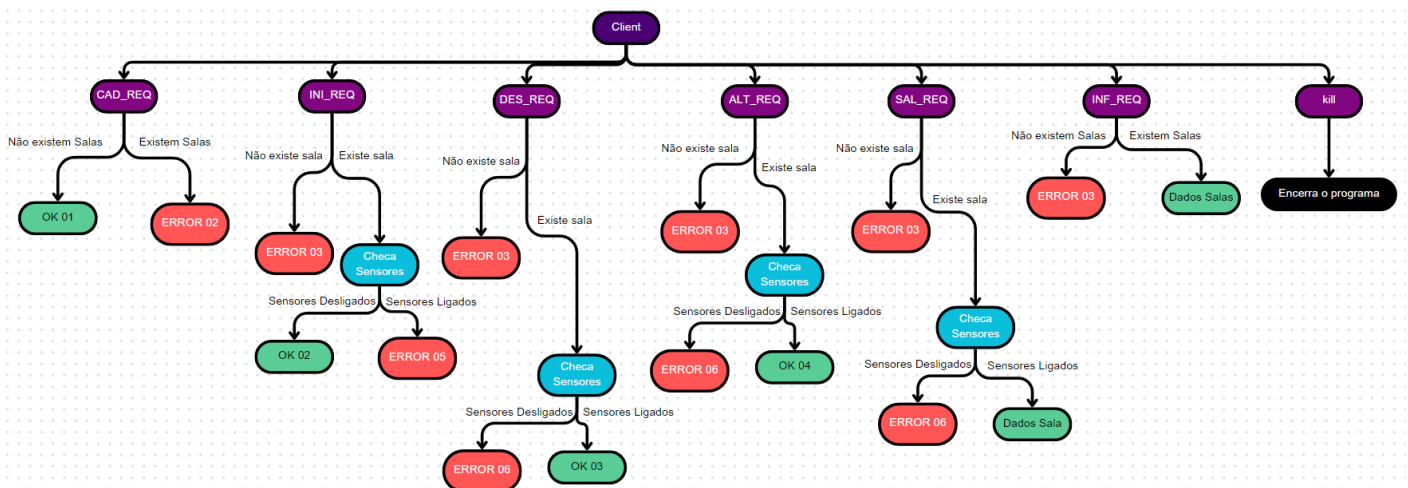 Client
CAD_REQ
INI_REQ
DES_REQ
ALT_REQ
SAL_REQ
INF_REQ
kill
Não existem Salas
Existem Salas
OK 01
ERROR 02
Não existe sala
Existe sala
ERROR 03
Checa
Sensores
Sensores Desligados
Sensores Ligados
OK 02
ERROR 05
Não existe sala
Existe sala
ERROR 03
Checa
Sensores
Sensores Desligados
Sensores Ligados
ERROR 06
OK 03
Não existe sala
Existe sala
ERROR 03
Checa
Sensores
Sensores Desligados
Sensores Ligados
ERROR 06
OK 04
Não existe sala
Existe sala
ERROR 03
Checa
Sensores
Sensores Desligados
Sensores Ligados
ERROR 06
Dados Sala
Não existem Salas
Existem Salas
ERROR 03
Dados Salas
Encerra o programa